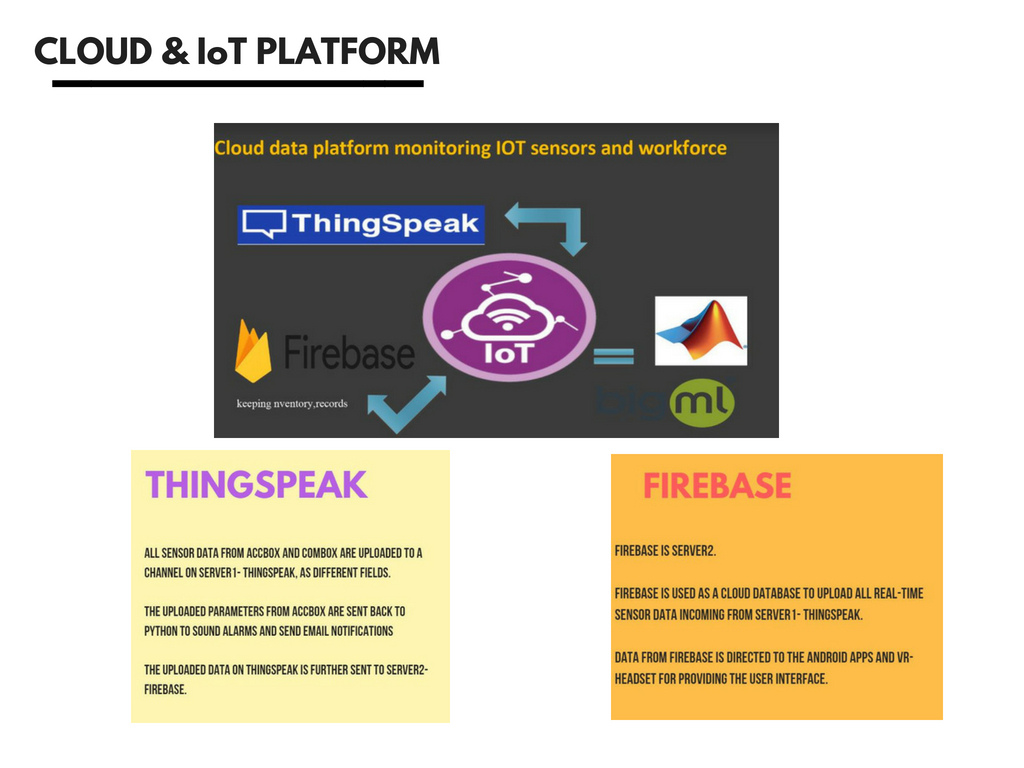 CLOUD & IoT PLATFORM
Cloud data platform monitoring IOT sensors and workforce
ThingSpeak
IoT
Firebase
keeping nventory,records
bigml
THINGSPEAK
ALL SENSOR DATA FROM ACCBOX AND COMBOX ARE UPLOADED TO A
CHANNEL ON SERVER1- THINGSPEAK, AS DIFFERENT FIELDS.
THE UPLOADED PARAMETERS FROM ACCBOX ARE SENT BACK TO
PYTHON TO SOUND ALARMS AND SEND EMAIL NOTIFICATIONS
THE UPLOADED DATA ON THINGSPEAK IS FURTHER SENT TO SERVER2-
FIREBASE.
FIREBASE
FIREBASE IS SERVER2.
FIREBASE IS USED AS A CLOUD DATABASE TO UPLOAD ALL REAL-TIME
SENSOR DATA INCOMING FROM SERVER1- THINGSPEAK.
DATA FROM FIREBASE IS DIRECTED TO THE ANDROID APPS AND VR-
HEADSET FOR PROVIDING THE USER INTERFACE.